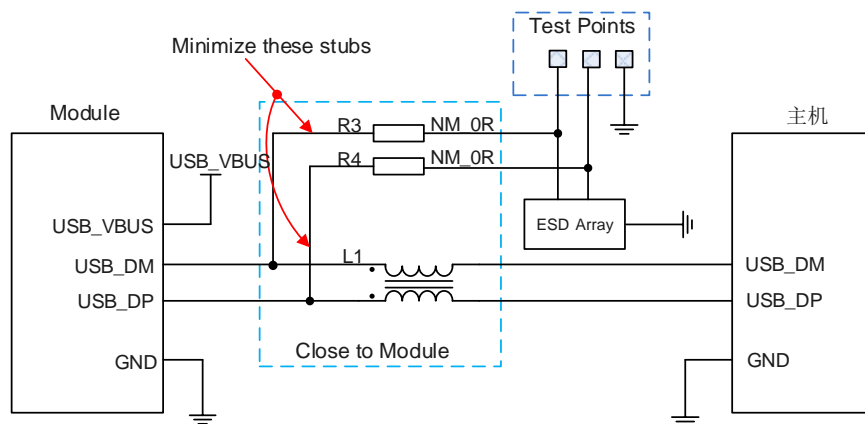 Test Points
Minimize these stubs
Module
主机
R3
NM_0R
USB_VBUS
R4
NM_0R
USB_VBUS
ESD Array
USB_DM
L1
USB_DM
USB_DP
USB_DP
GND
Close to Module
GND